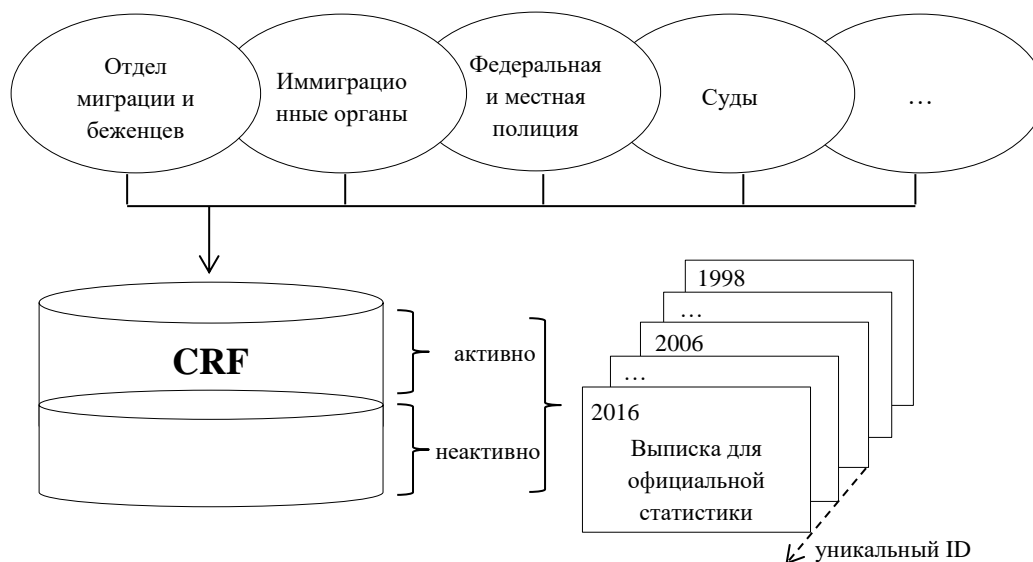 Отдел
миграции и
беженцев
Иммиграцио
нные органы
Федеральная
и местная
полиция
Суды
…
CRF
активно
неактивно
1998
…
2006
…
2016
Выписка для
официальной
статистики
уникальный ID